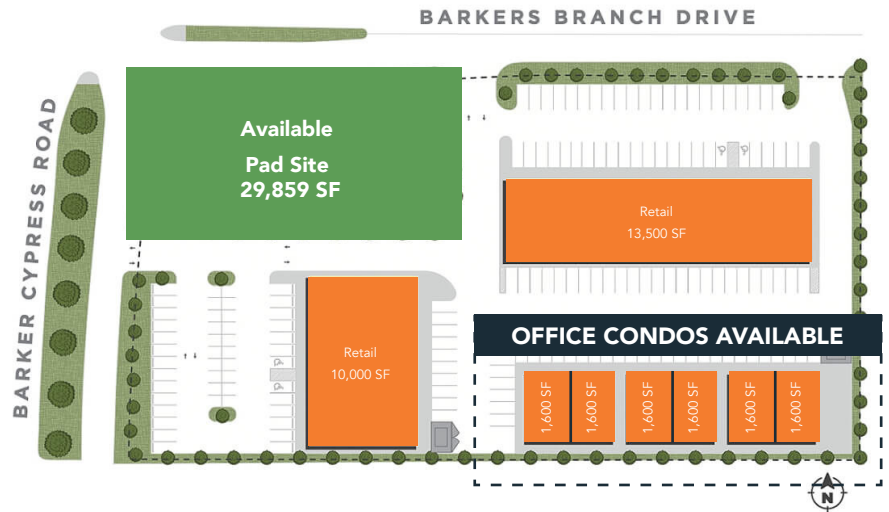 BARKERS BRANCH DRIVE
BARKER CYPRESS ROAD
Available
Pad Site
29,859 SF
Retail
13,500 SF
Retail
10,000 SF
OFFICE CONDOS AVAILABLE
1,600 SF
1,600 SF
1,600 SF
1,600 SF
1,600 SF
1,600 SF
N